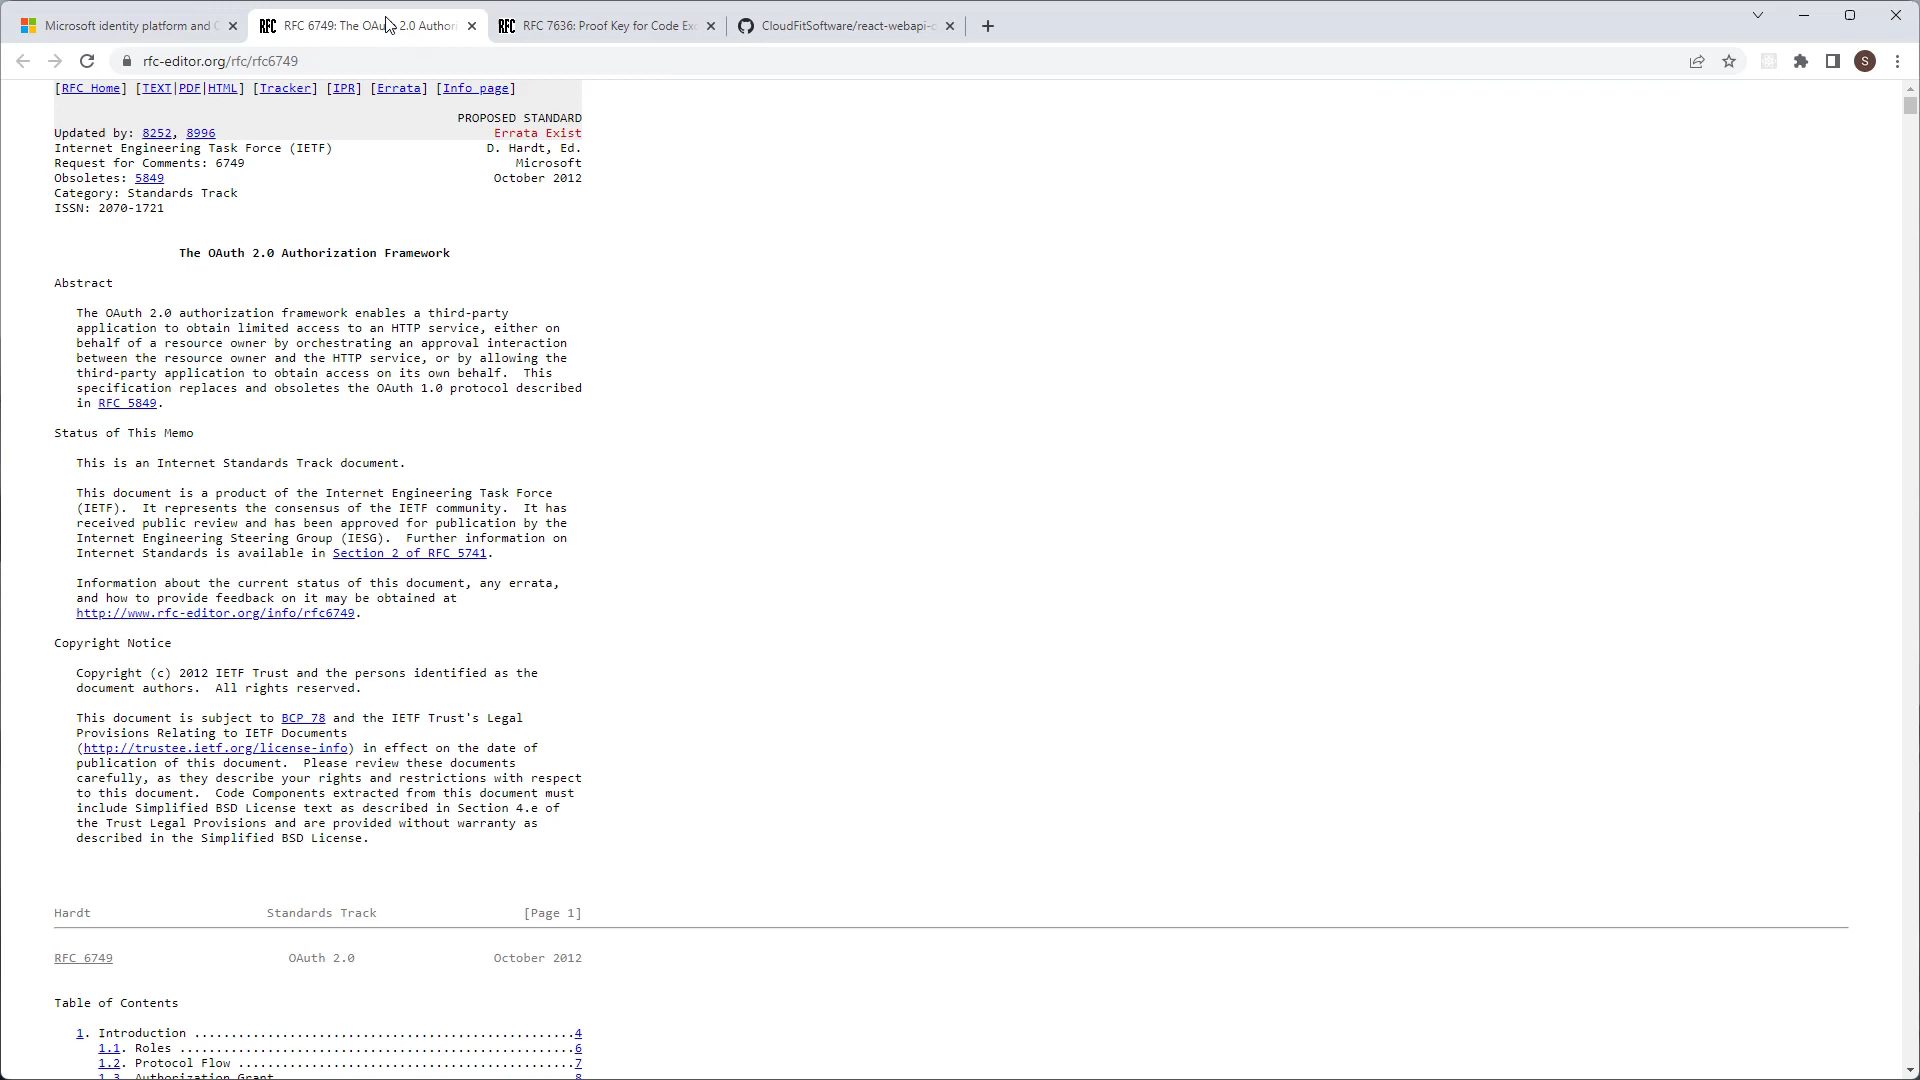 Microsoft identity platform and
RFC 6749: The OAu 2.0 Authori
RFC 7636: Proof Key for Code Exc
CloudFitSoftware/react-webapi-c
rfc-editor.org/rfc/rfc6749
S
[RFC Home] [TEXT|PDF|HTML] [Tracker] [IPR] [Errata] [Info page]
PROPOSED STANDARD
Updated by: 8252, 8996 Errata Exist
Internet Engineering Task Force (IETF) D. Hardt, Ed.
Request for Comments: 6749 Microsoft
Obsoletes: 5849 October 2012
Category: Standards Track
ISSN: 2070-1721
The OAuth 2.0 Authorization Framework
Abstract
The OAuth 2.0 authorization framework enables a third-party
application to obtain limited access to an HTTP service, either on
behalf of a resource owner by orchestrating an approval interaction
between the resource owner and the HTTP service, or by allowing the
third-party application to obtain access on its own behalf. This
specification replaces and obsoletes the OAuth 1.0 protocol described
in RFC 5849.
Status of This Memo
This is an Internet Standards Track document.
This document is a product of the Internet Engineering Task Force
(IETF). It represents the consensus of the IETF community. It has
received public review and has been approved for publication by the
Internet Engineering Steering Group (IESG). Further information on
Internet Standards is available in Section 2 of RFC 5741.
Information about the current status of this document, any errata,
and how to provide feedback on it may be obtained at
http://www.rfc-editor.org/info/rfc6749.
Copyright Notice
Copyright (c) 2012 IETF Trust and the persons identified as the
document authors. All rights reserved.
This document is subject to BCP 78 and the IETF Trust's Legal
Provisions Relating to IETF Documents
(http://trustee.ietf.org/license-info) in effect on the date of
publication of this document. Please review these documents
carefully, as they describe your rights and restrictions with respect
to this document. Code Components extracted from this document must
include Simplified BSD License text as described in Section 4.e of
the Trust Legal Provisions and are provided without warranty as
described in the Simplified BSD License.
Hardt Standards Track [Page 1]
RFC 6749 OAuth 2.0 October 2012
Table of Contents
1. Introduction ....................................................4
1.1. Roles ......................................................6
1.2. Protocol Flow ..............................................7
1.3. Authorization Grant ........................................8